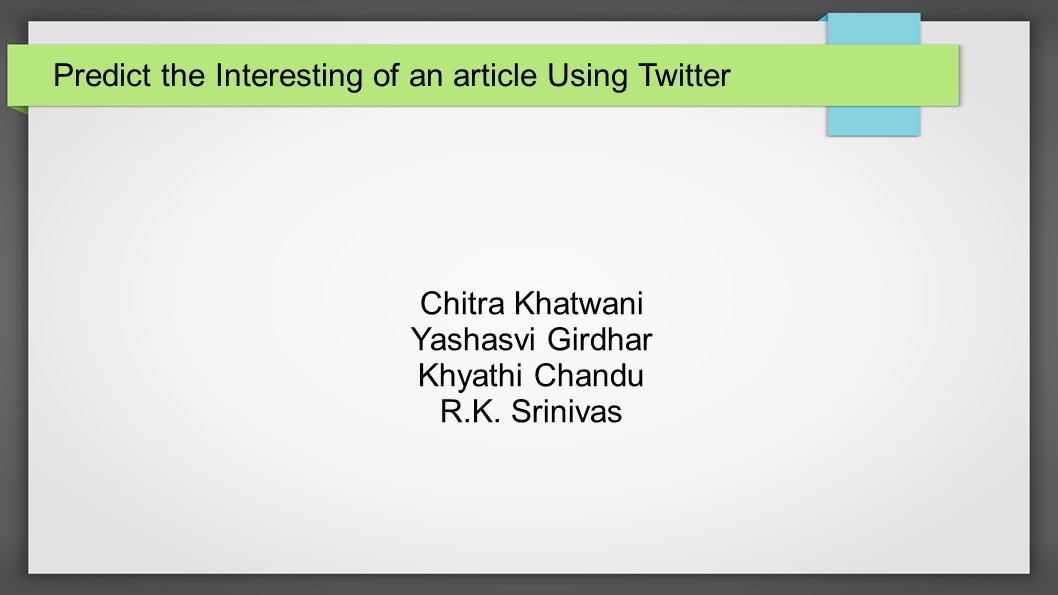 Predict the Interesting of an article Using Twitter
Chitra Khatwani
Yashasvi Girdhar
Khyathi Chandu
R.K. Srinivas